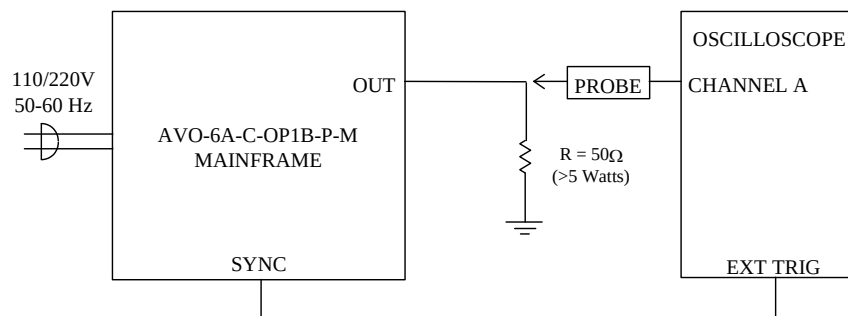 110/220V
50-60 Hz
OUT
AVO-6A-C-OP1B-P-M
MAINFRAME
SYNC
PROBE
R = 50Ω
(>5 Watts)
OSCILLOSCOPE
CHANNEL A
EXT TRIG